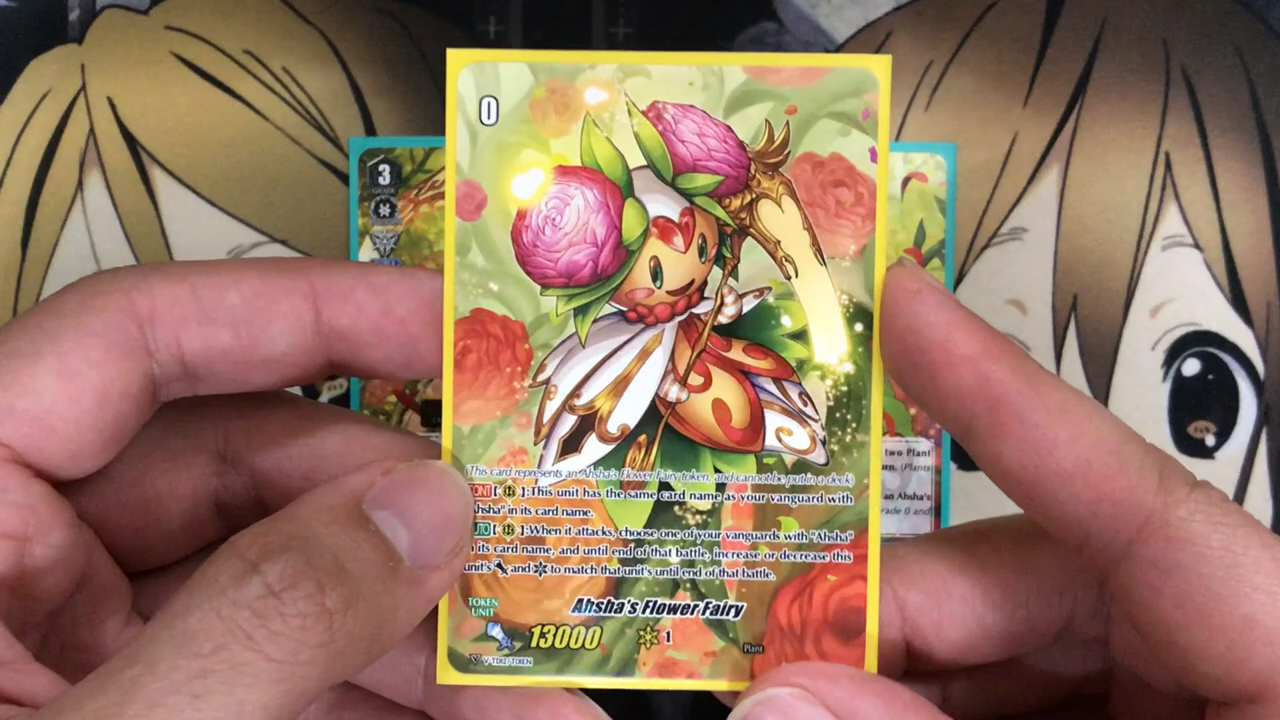 0
3
GRADE
(This card represents an Ahsha's Flower Fairy token, and cannot be put in a deck)
CONT[ ]:This unit has the same card name as your vanguard with
Ahsha" in its card name.
AUTO[ ]:When it attacks, choose one of your vanguards with "Ahsha"
its card name, and until end of that battle, increase or decrease this
unit's and to match that unit's until end of that battle.
two Plant
urn. (Plants
an Ahsha's
rade 0 and
TOKEN
UNIT
Ahsha's Flower Fairy
13000
1
Plant
V-TD12/T01EN